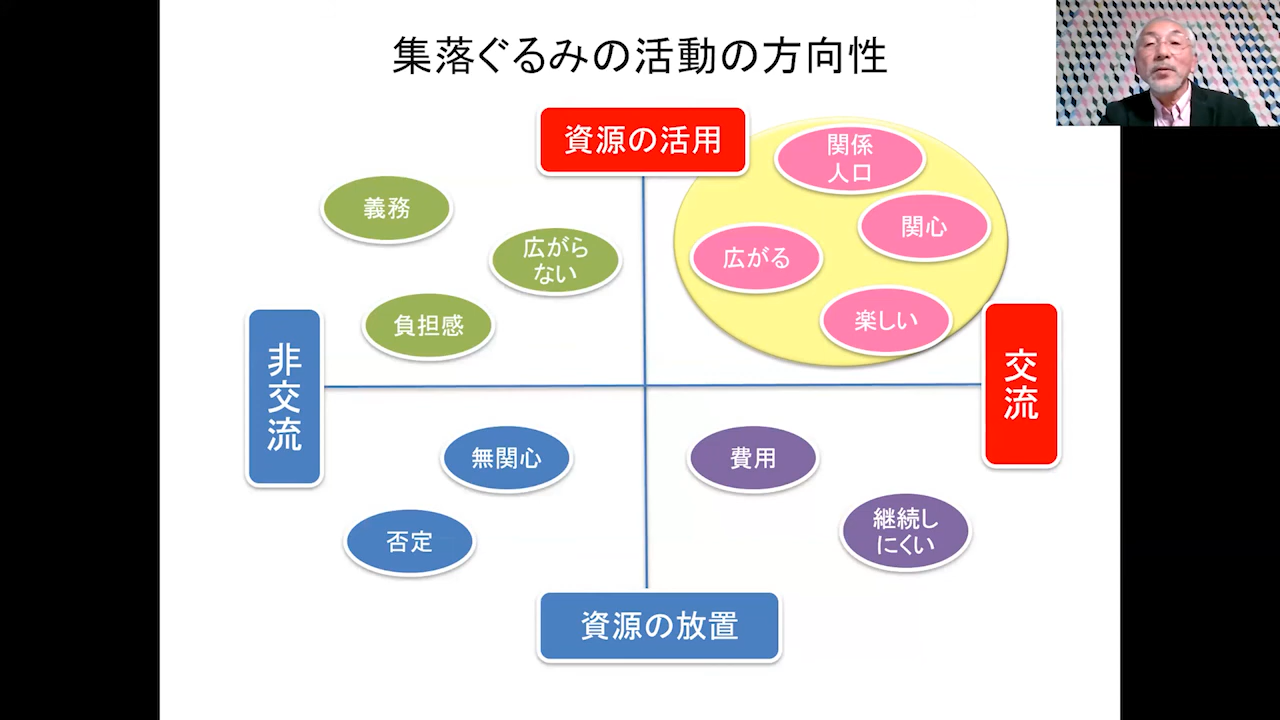 集落ぐるみの活動の方向性
資源の活用
関係
人口
義務
関心
広がら
ない
広がる
負担感
楽しい
非交流
交流
無関心
費用
否定
継続し
にくい
資源の放置